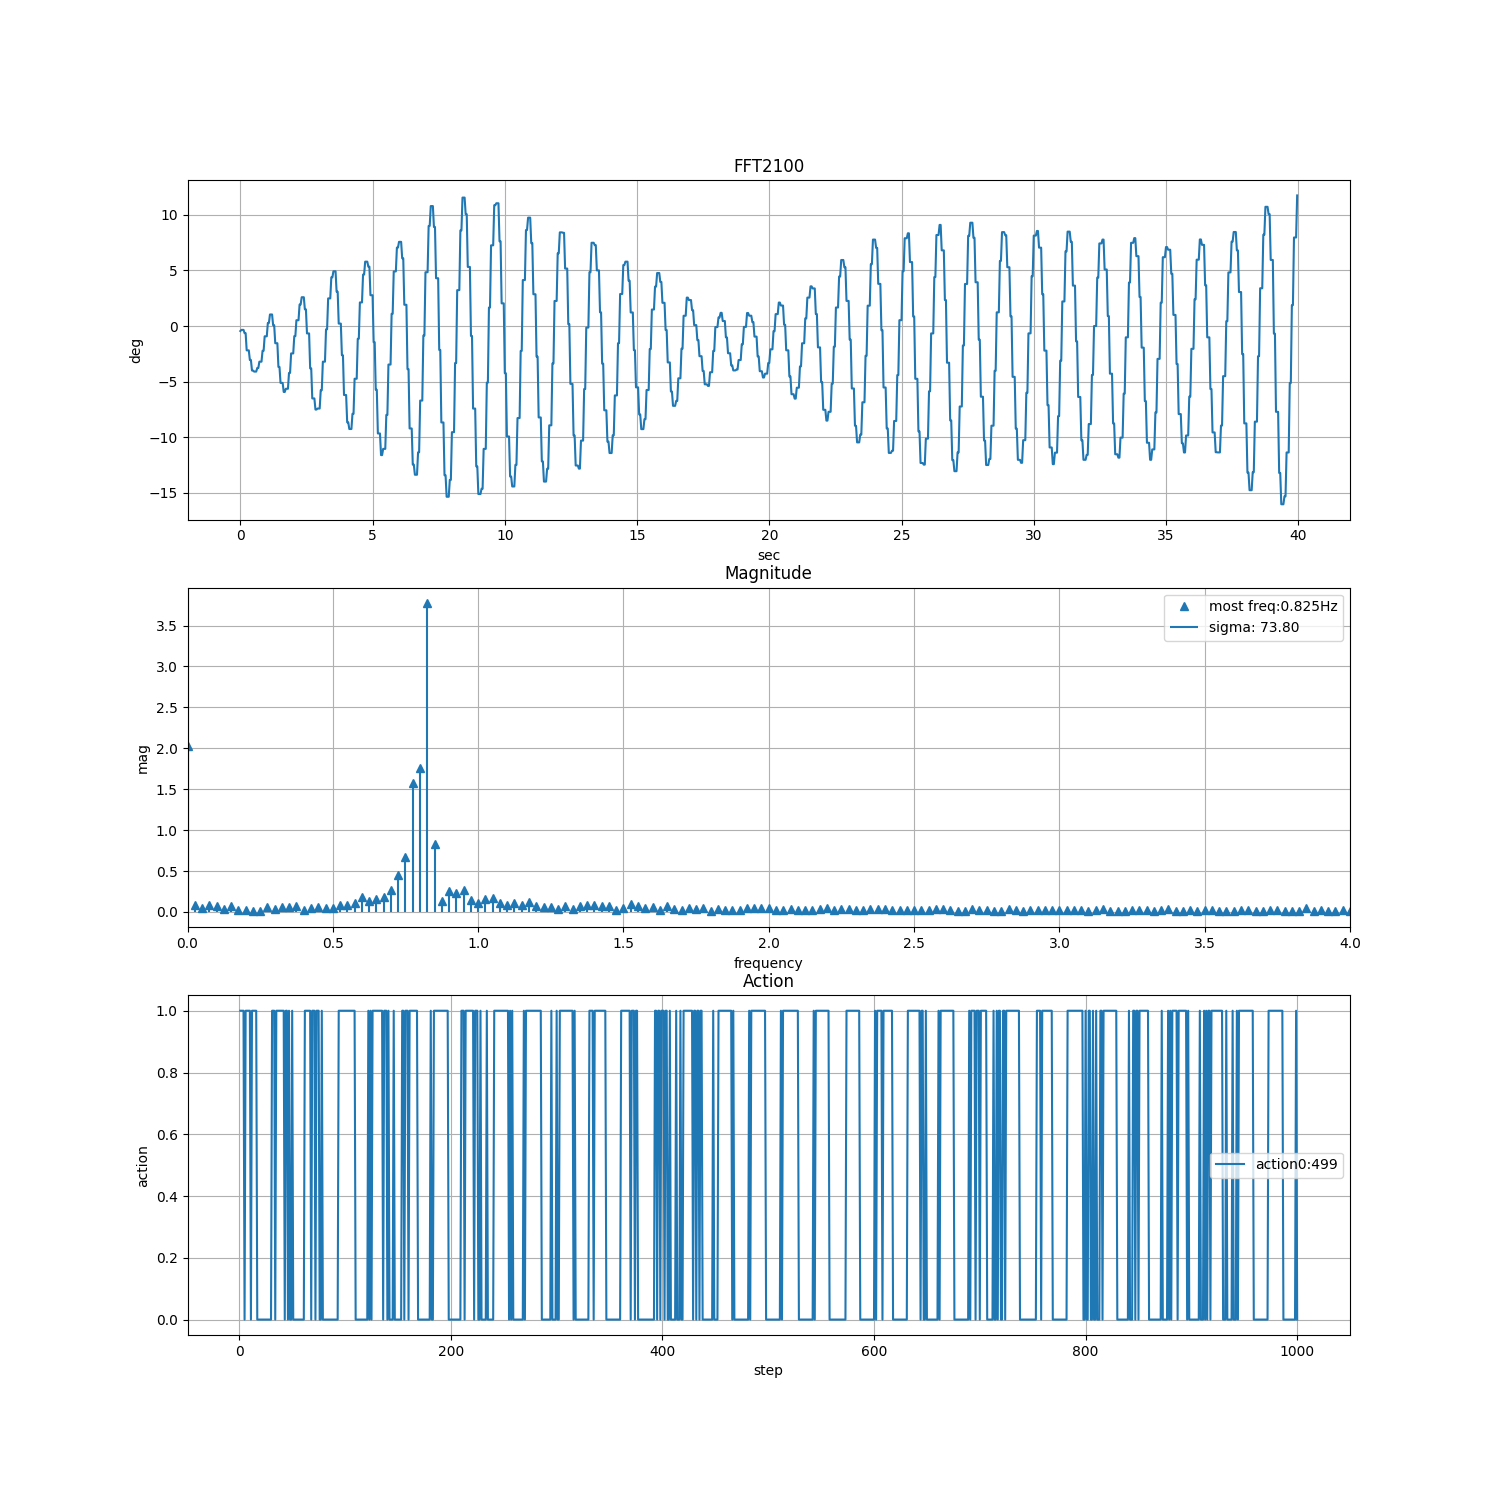 FFT2100
10
5
0
−5
−10
−15
deg
0 5 10 15 20 25 30 35 40
sec
Magnitude
most freq:0.825Hz
sigma: 73.80
3.5
3.0
2.5
2.0
1.5
1.0
0.5
0.0
mag
0.0 0.5 1.0 1.5 2.0 2.5 3.0 3.5 4.0
frequency
Action
1.0
0.8
0.6
0.4
0.2
0.0
action
action0:499
0 200 400 600 800 1000
step